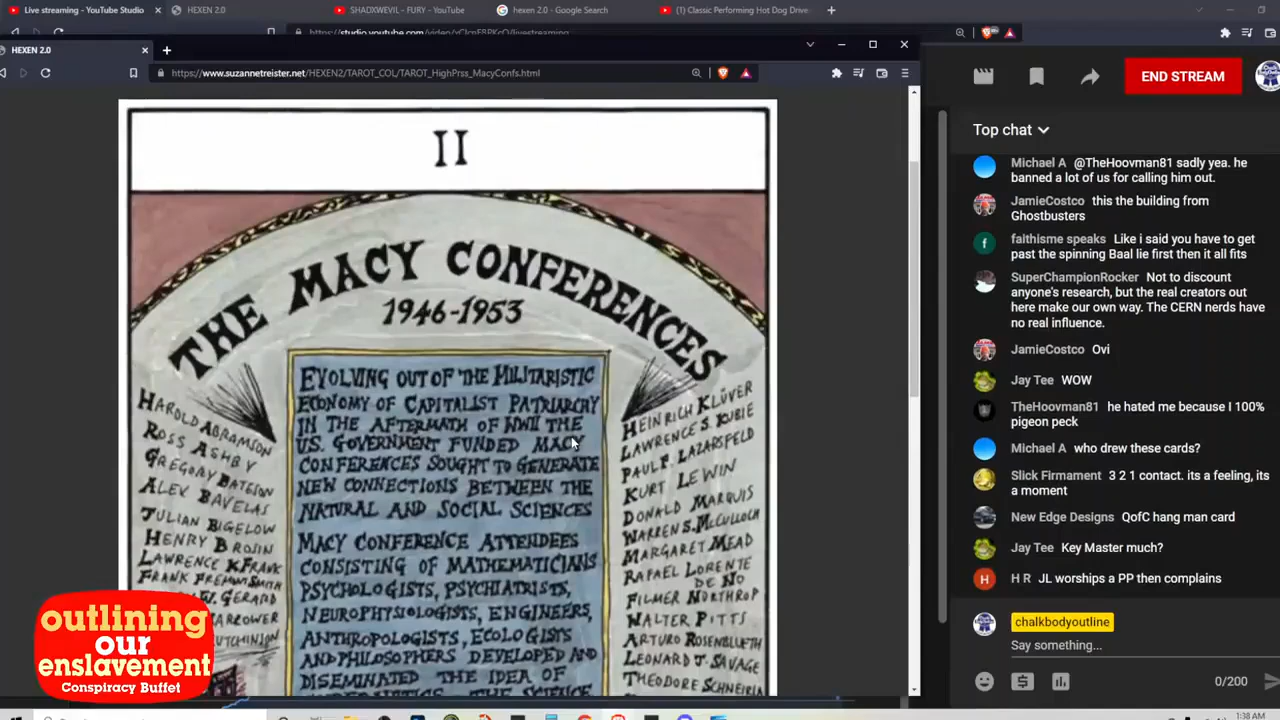 Live streaming - YouTube Studio
HEXEN 2.0
SHADXWEVIL - FURY - YouTube
hexen 2.0 - Google Search
(1) Classic Performing Hot Dog Drive
HEXEN 2.0
https://www.suzannetreister.net/HEXEN2/TAROT_COL/TAROT_HighPrss_MacyConfs.html
END STREAM
II
THE MACY CONFERENCES
1946-1953
HAROLD ABRAMSON
ROSS ASHBY
GREGORY BATESON
ALEX BAVELAS
JULIAN BIGELOW
HENRY BROSIN
LAWRENCE K FRANK
FRANK FREMONT SMITH
W. GERARD
HUTCHINSON
EVOLVING OUT OF THE MILITARISTIC
ECONOMY OF CAPITALIST PATRIARCHY
IN THE AFTERMATH OF WWII THE
U.S. GOVERNMENT FUNDED MACY
CONFERENCES SOUGHT TO GENERATE
NEW CONNECTIONS BETWEEN THE
NATURAL AND SOCIAL SCIENCES
MACY CONFERENCE ATTENDEES
CONSISTING OF MATHEMATICIANS
PSYCHOLOGISTS, PSYCHIATRISTS,
NEUROPHYSIOLOGISTS, ENGINEERS,
ANTHROPOLOGISTS, ECOLOGISTS
AND PHILOSOPHERS DEVELOPED AND
DISEMINATED THE IDEA OF
THE SCIENCE
HEINRICH KLÜVER
LAWRENCE S. KUBIE
PAUL F. LAZARSFELD
KURT LEWIN
DONALD MARQUIS
WARREN S. McCULLOCH
MARGARET MEAD
RAFAEL LORENTE
DE NO
FILMER NORTHROP
WALTER PITTS
ARTURO ROSENBLUETH
LEONARD J. SAVAGE
THEODORE SCHNEIRLA
outlining
our
enslavement
Conspiracy Buffet
Top chat
Michael A @TheHoovman81 sadly yea. he
banned a lot of us for calling him out.
JamieCostco this the building from
Ghostbusters
f
faithisme speaks Like i said you have to get
past the spinning Baal lie first then it all fits
SuperChampionRocker Not to discount
anyone's research, but the real creators out
here make our own way. The CERN nerds have
no real influence.
JamieCostco Ovi
Jay Tee WOW
TheHoovman81 he hated me because I 100%
pigeon peck
Michael A who drew these cards?
Slick Firmament 3 2 1 contact. its a feeling, its
a moment
New Edge Designs QofC hang man card
Jay Tee Key Master much?
H
H R JL worships a PP then complains
chalkbodyoutline
Say something...
0/200
1:38 AM